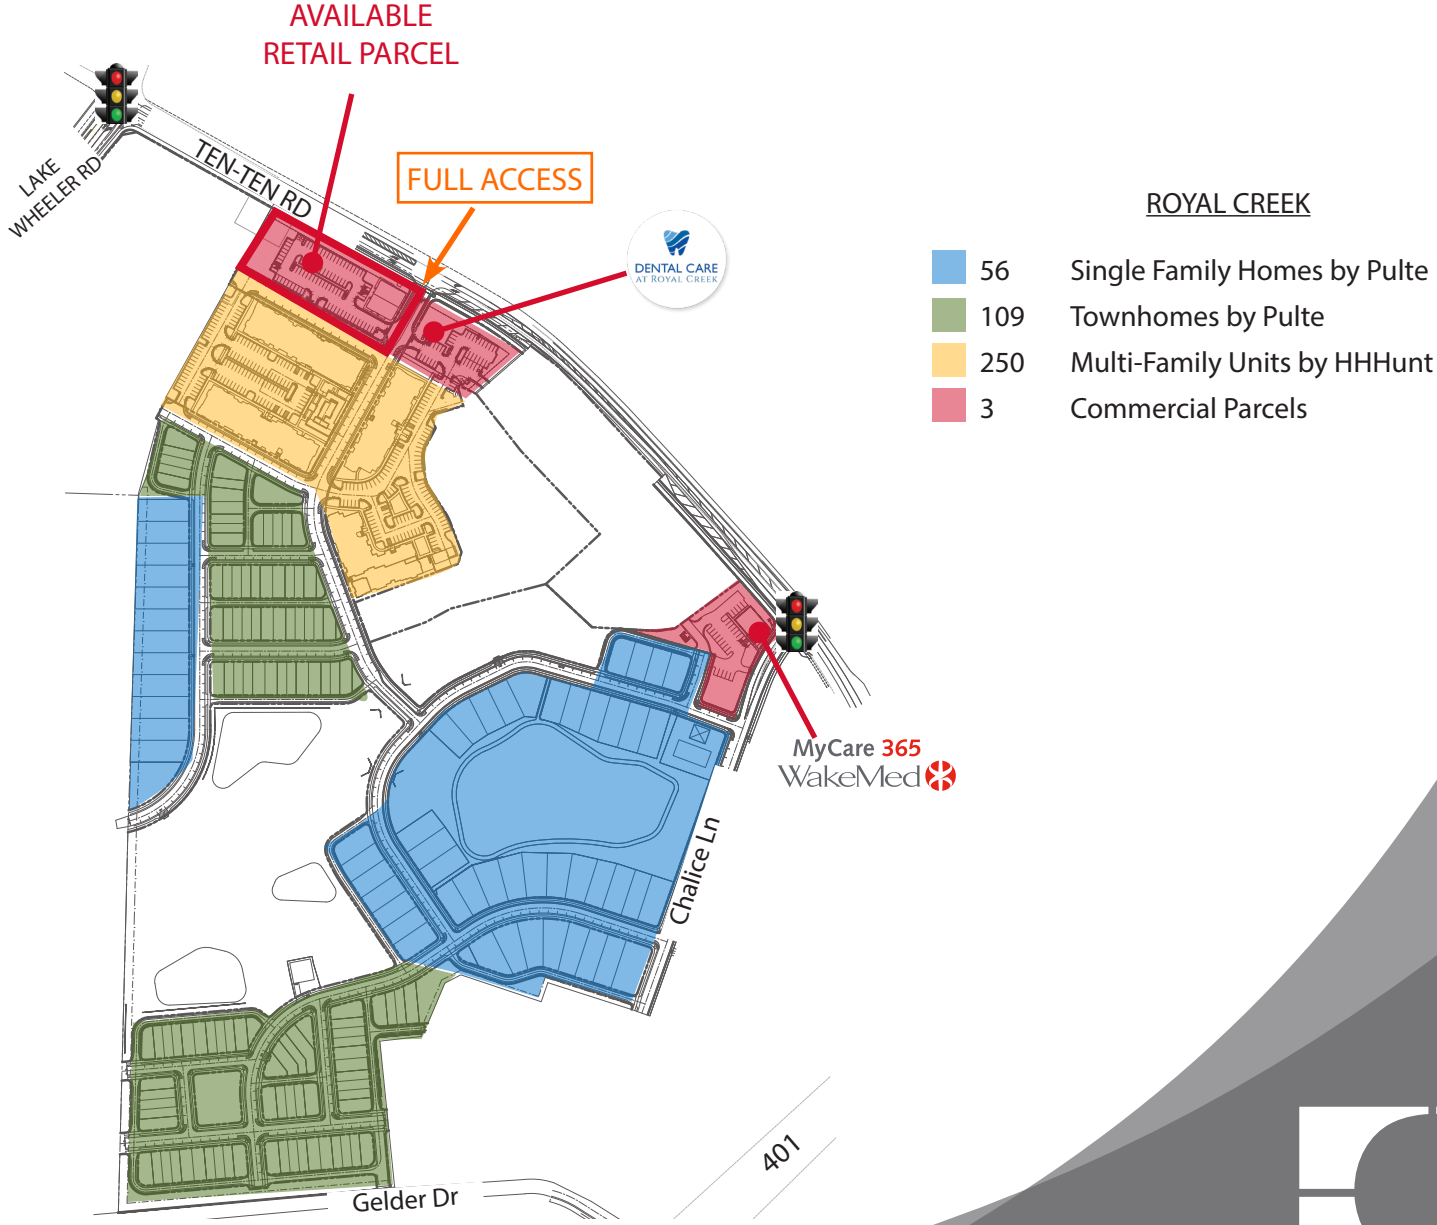 AVAILABLE
RETAIL PARCEL
TEN-TEN RD
LAKE
WHEELER RD
FULL ACCESS
DENTAL CARE
AT ROYAL CREEK
ROYAL CREEK
56 Single Family Homes by Pulte
109 Townhomes by Pulte
250 Multi-Family Units by HHHunt
3 Commercial Parcels
MyCare 365
WakeMed
Chalice Ln
401
Gelder Dr